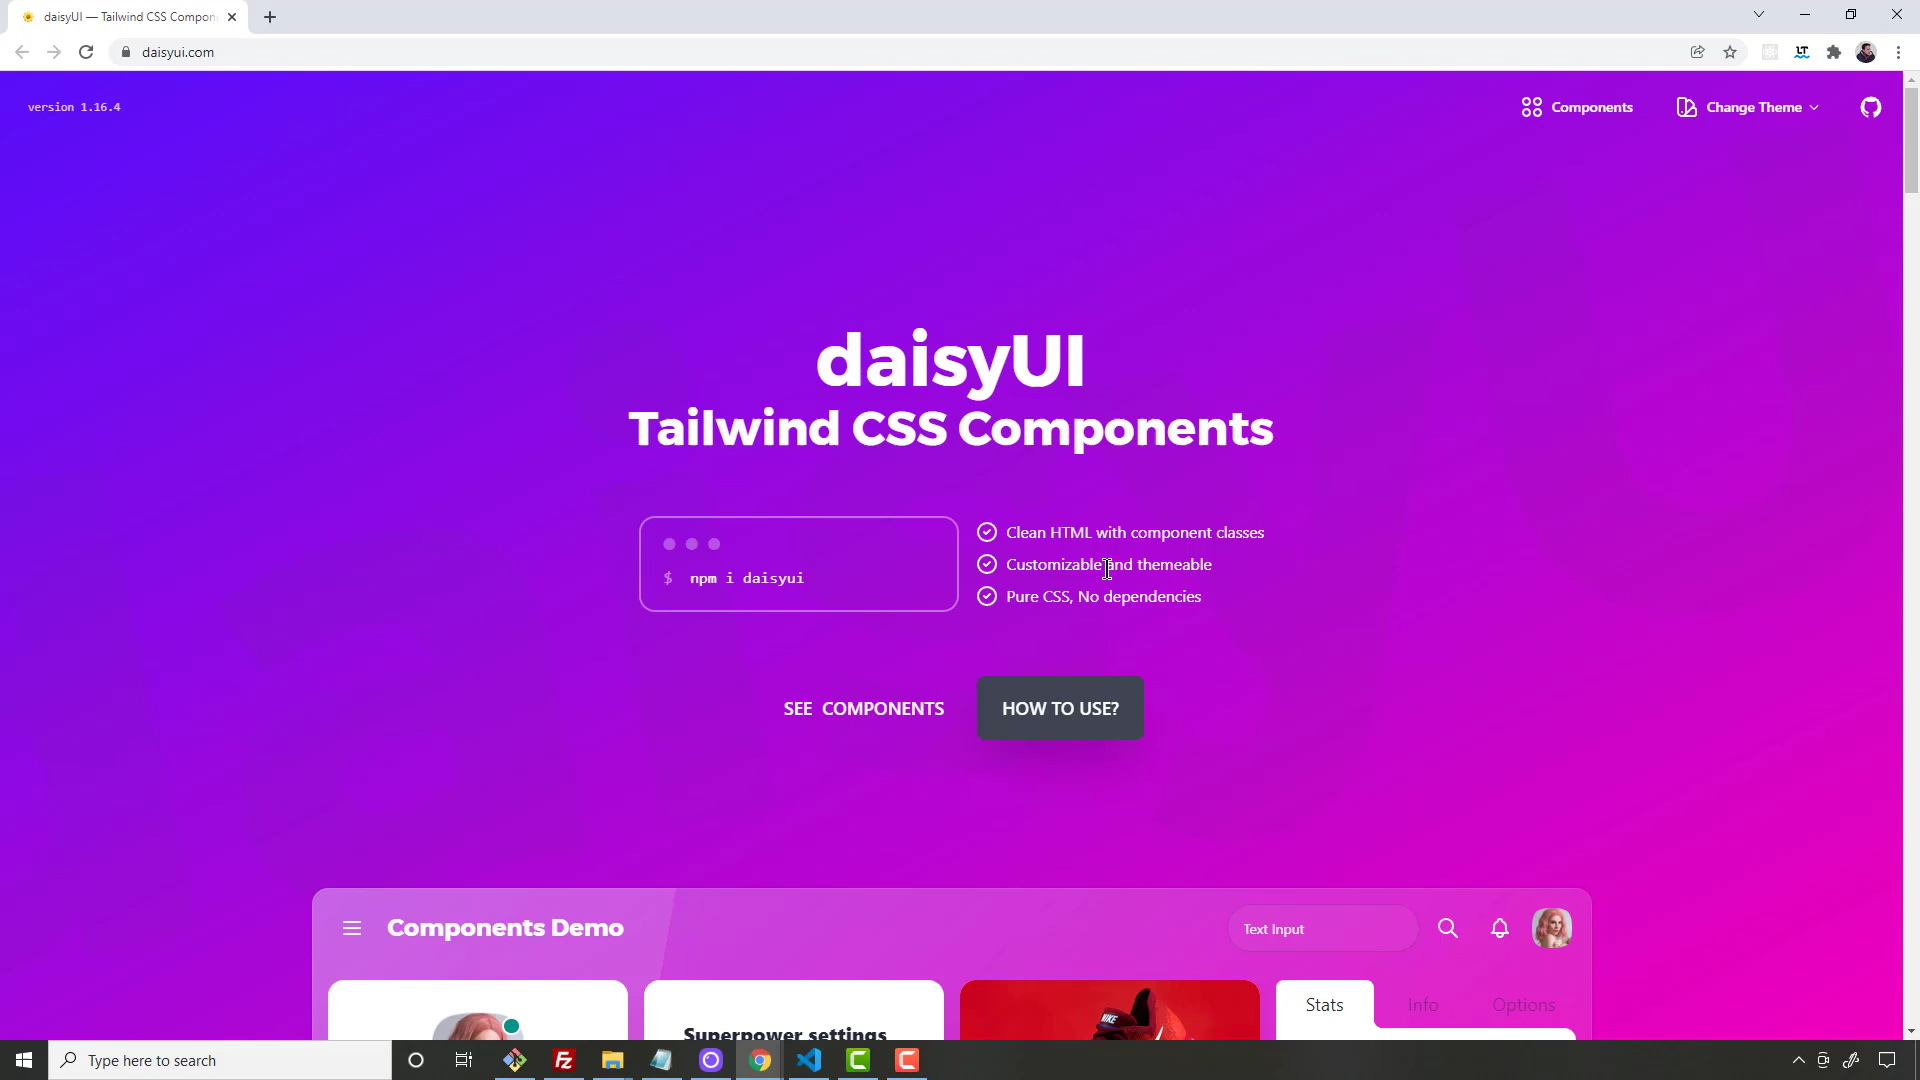 daisyUI — Tailwind CSS Compon
daisyui.com
version 1.16.4
Components
Change Theme
daisyUI
Tailwind CSS Components
$ npm i daisyui
Clean HTML with component classes
Customizable and themeable
Pure CSS, No dependencies
SEE COMPONENTS
HOW TO USE?
Components Demo
Text Input
Superpower settings
NIKE
Stats
Info
Options
Type here to search